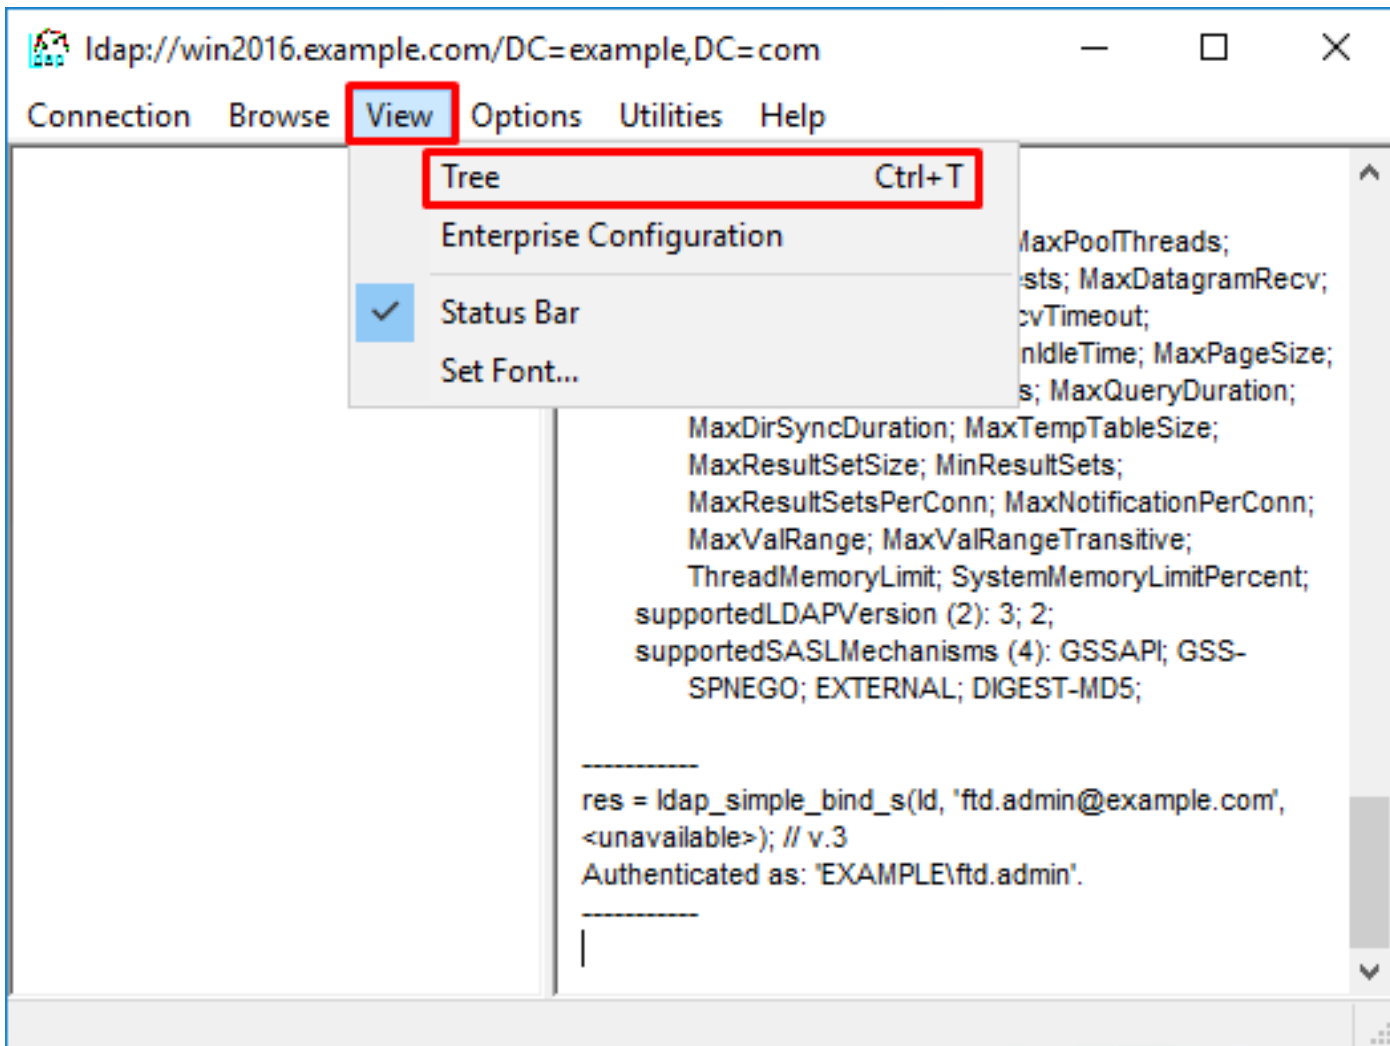 ldap://win2016.example.com/DC=example,DC=com
Connection Browse View Options Utilities Help
Tree Ctrl+T
Enterprise Configuration
Status Bar
Set Font...
MaxPoolThreads;
MaxDatagramRecv;
MaxPageSize;
MaxQueryDuration;
MaxDirSyncDuration; MaxTempTableSize;
MaxResultSetSize; MinResultSets;
MaxResultSetsPerConn; MaxNotificationPerConn;
MaxValRange; MaxValRangeTransitive;
ThreadMemoryLimit; SystemMemoryLimitPercent;
supportedLDAPVersion (2): 3; 2;
supportedSASLMechanisms (4): GSSAPI; GSS-
SPNEGO; EXTERNAL; DIGEST-MD5;
-----------
res = ldap_simple_bind_s(ld, 'ftd.admin@example.com',
<unavailable>); // v.3
Authenticated as: 'EXAMPLE\ftd.admin'.
-----------